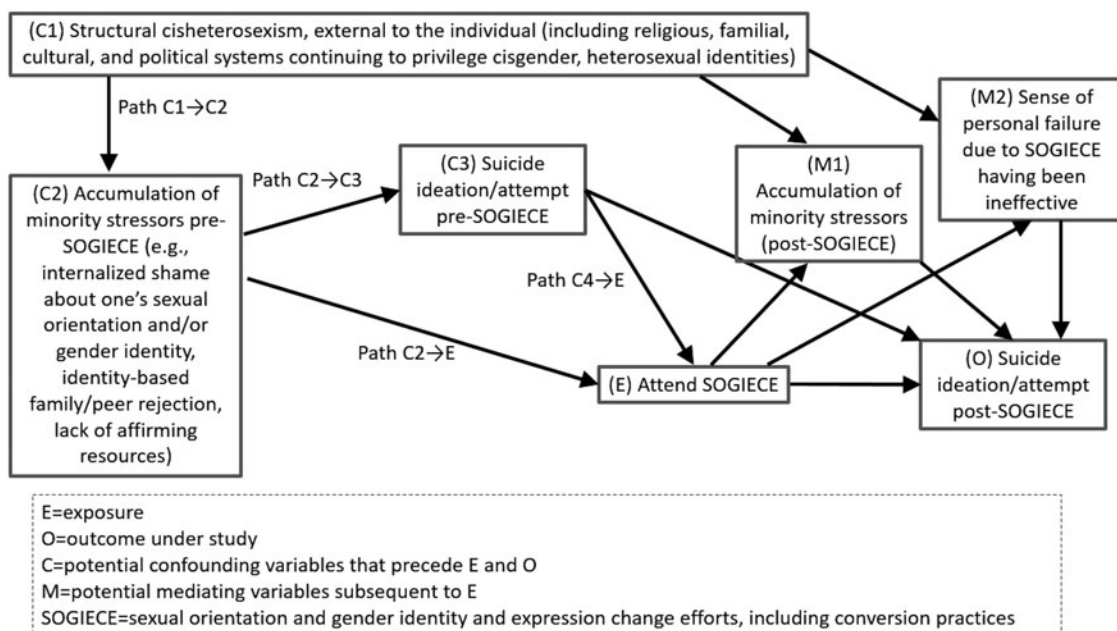 (C1) Structural cisheterosexism, external to the individual (including religious, familial,
cultural, and political systems continuing to privilege cisgender, heterosexual identities)
Path C1→C2
(M2) Sense of
personal failure
due to SOGIECE
having been
ineffective
(C2) Accumulation of
minority stressors pre-
SOGIECE (e.g.,
internalized shame
about one's sexual
orientation and/or
gender identity,
identity-based
family/peer rejection,
lack of affirming
resources)
Path C2→C3
(C3) Suicide
ideation/attempt
pre-SOGIECE
(M1)
Accumulation of
minority stressors
(post-SOGIECE)
Path C4→E
Path C2→E
(E) Attend SOGIECE
(O) Suicide
ideation/attempt
post-SOGIECE
E=exposure
O=outcome under study
C=potential confounding variables that precede E and O
M=potential mediating variables subsequent to E
SOGIECE=sexual orientation and gender identity and expression change efforts, including conversion practices